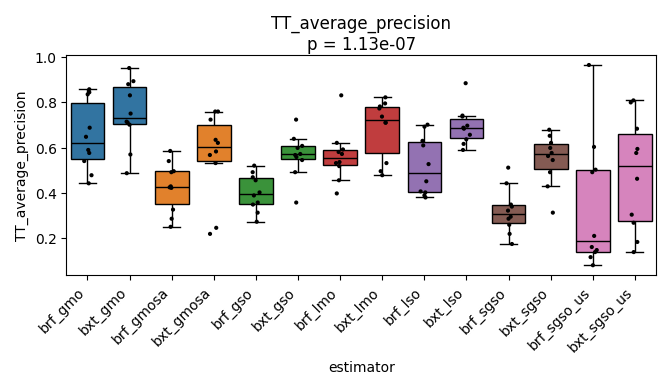 TT_average_precision
p = 1.13e-07
TT_average_precision
1.0
0.8
0.6
0.4
0.2
brf_gmo
bxt_gmo
brf_gmosa
bxt_gmosa
brf_gso
bxt_gso
brf_lmo
bxt_lmo
brf_lso
bxt_lso
brf_sgso
bxt_sgso
brf_sgso_us
bxt_sgso_us
estimator